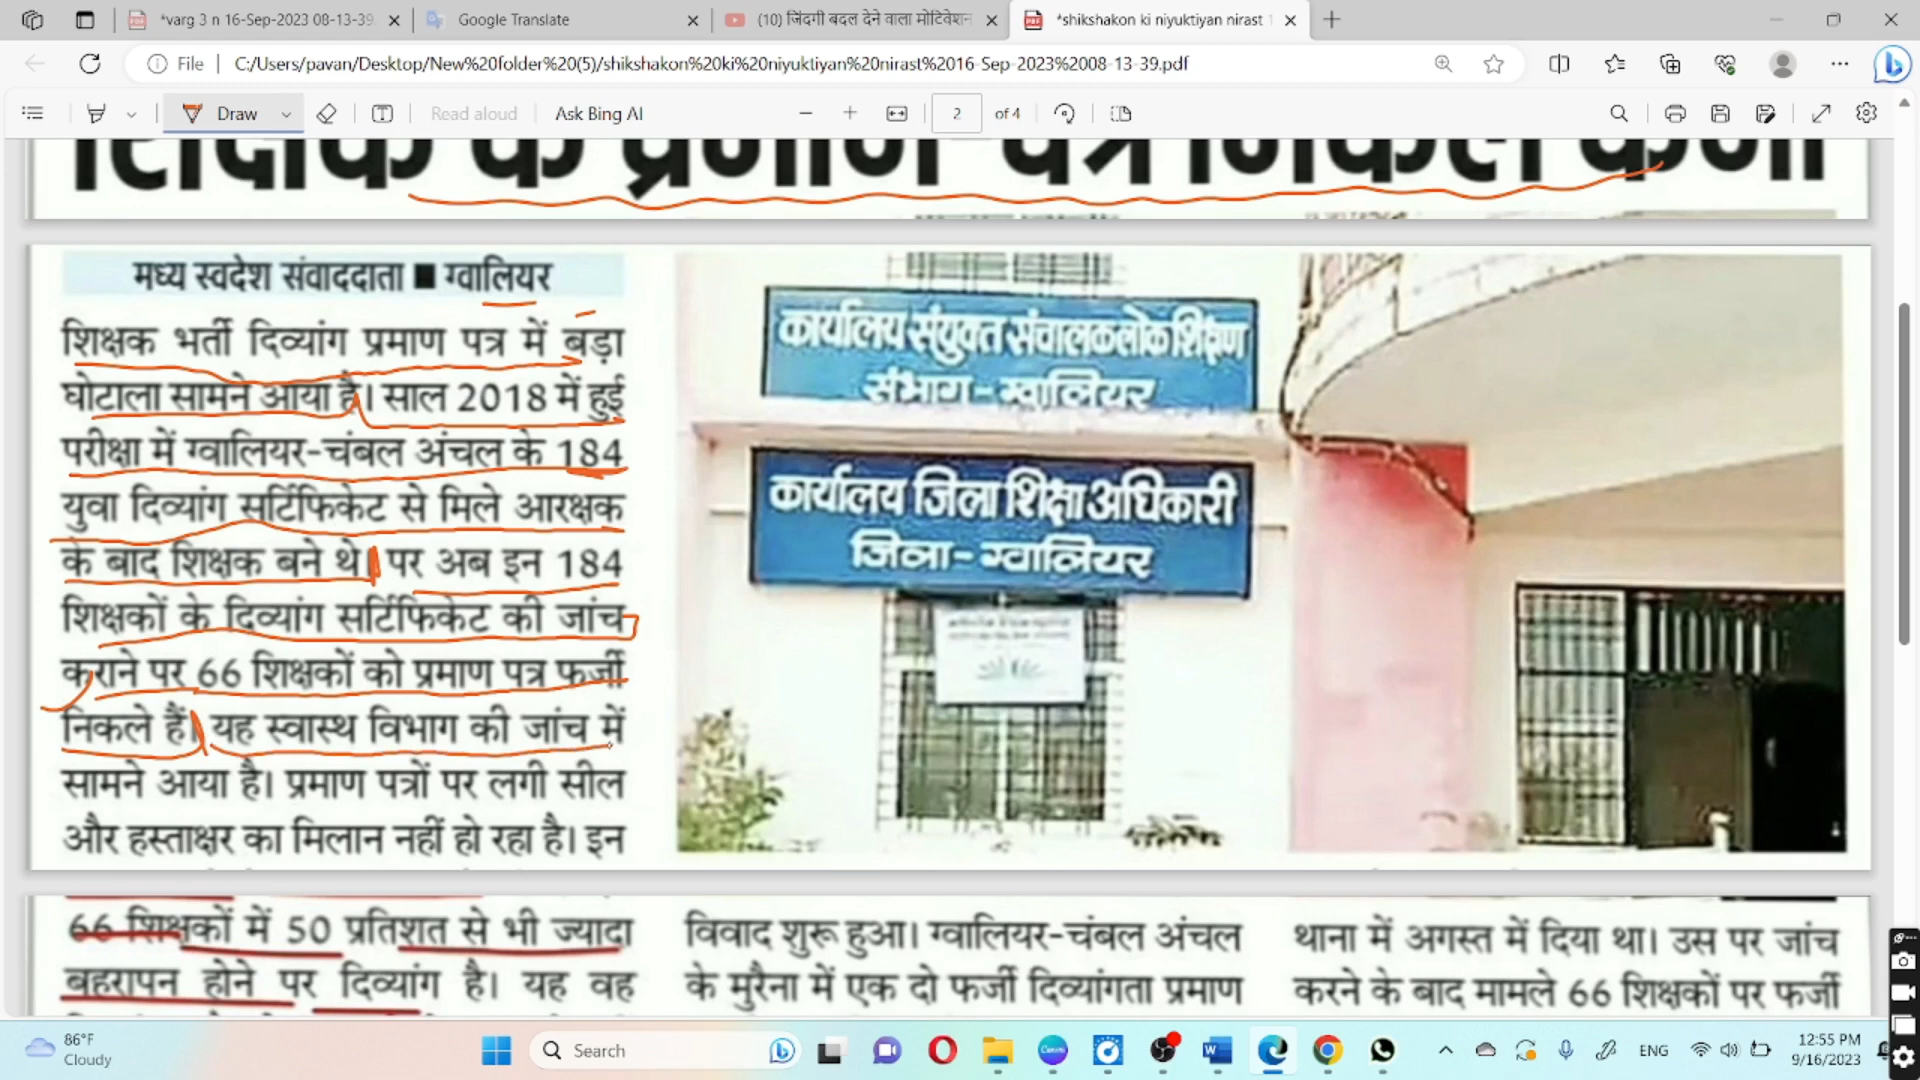 *varg 3 n 16-Sep-2023 08-13-39
Google Translate
(10) जिंदगी बदल देने वाला मोटिवेशन
*shikshakon ki niyuktiyan nirast
File
C:/Users/pavan/Desktop/New%20folder%20(5)/shikshakon%20ki%20niyuktiyan%20nirast%2016-Sep-2023%2008-13-39.pdf
Draw
Read aloud
Ask Bing AI
2
of 4
के प्रमाण पत्र निकले फर्जी
मध्य स्वदेश संवाददाता ■ ग्वालियर
शिक्षक भर्ती दिव्यांग प्रमाण पत्र में बड़ा
घोटाला सामने आया है। साल 2018 में हुई
परीक्षा में ग्वालियर-चंबल अंचल के 184
युवा दिव्यांग सर्टिफिकेट से मिले आरक्षक
के बाद शिक्षक बने थे। पर अब इन 184
शिक्षकों के दिव्यांग सर्टिफिकेट की जांच
कराने पर 66 शिक्षकों को प्रमाण पत्र फर्जी
निकले हैं। यह स्वास्थ विभाग की जांच में
सामने आया है। प्रमाण पत्रों पर लगी सील
और हस्ताक्षर का मिलान नहीं हो रहा है। इन
कार्यालय संयुक्त संचालक लोक शिक्षण
संभाग-ग्वालियर
कार्यालय जिला शिक्षा अधिकारी
जिला-ग्वालियर
66 शिक्षकों में 50 प्रतिशत से भी ज्यादा
बहरापन होने पर दिव्यांग है। यह वह
विवाद शुरू हुआ। ग्वालियर-चंबल अंचल
के मुरैना में एक दो फर्जी दिव्यांगता प्रमाण
थाना में अगस्त में दिया था। उस पर जांच
करने के बाद मामले 66 शिक्षकों पर फर्जी
86°F
Cloudy
Search
ENG
12:55 PM
9/16/2023